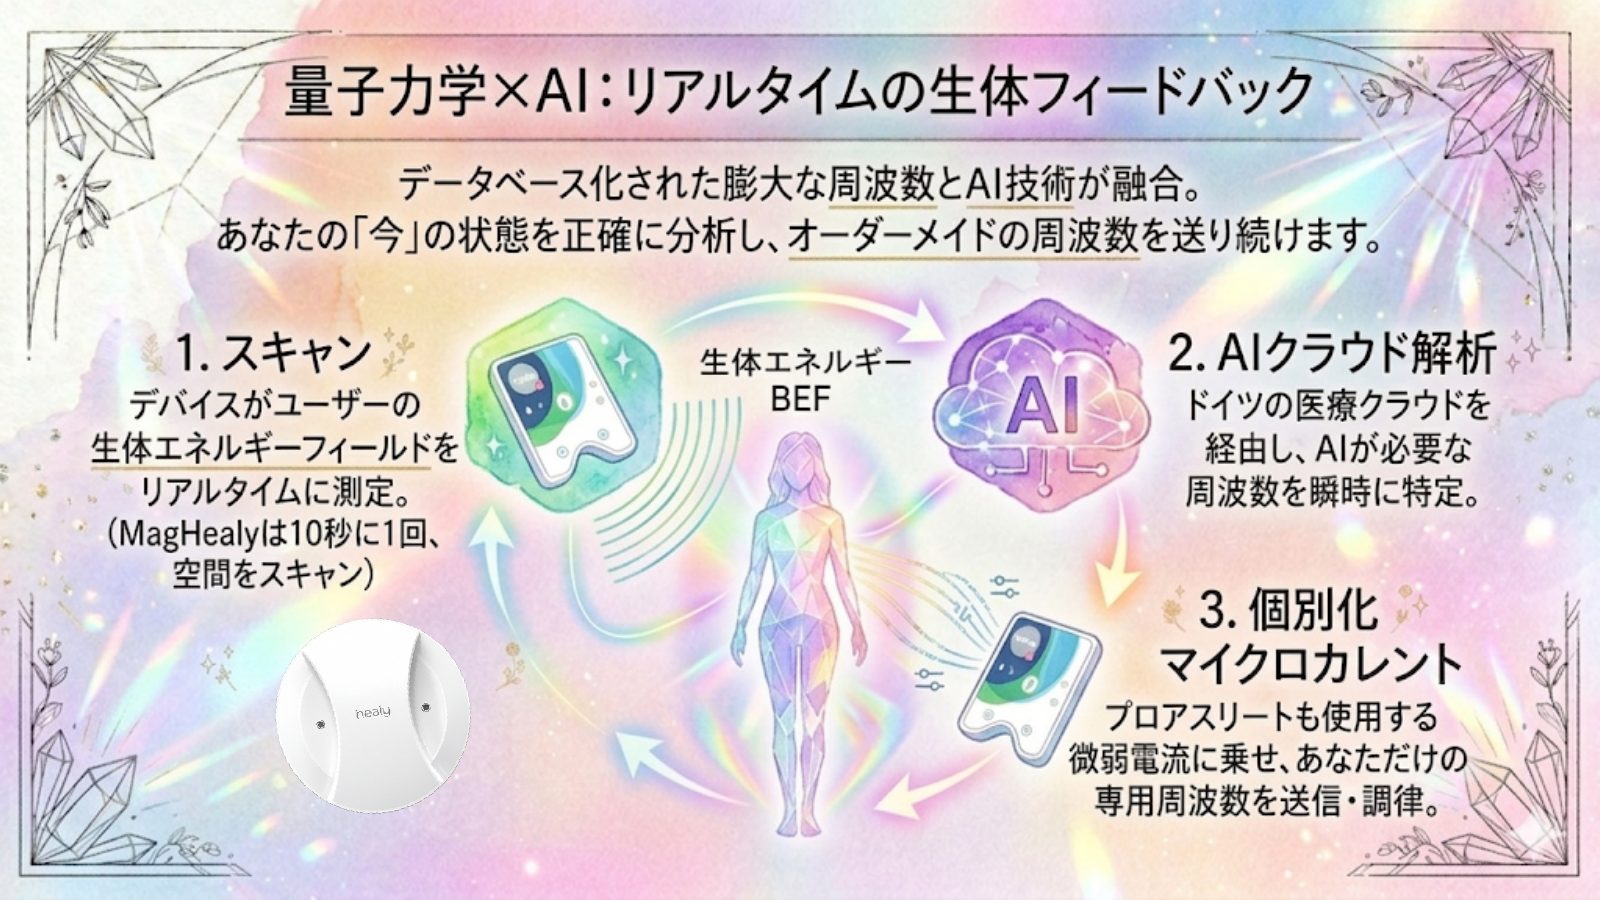 量子力学×AI：リアルタイムの生体フィードバック
データベース化された膨大な周波数とAI技術が融合。
あなたの「今」の状態を正確に分析し、オーダーメイドの周波数を送り続けます。
1. スキャン
デバイスがユーザーの
生体エネルギーフィールドを
リアルタイムに測定。
（MagHealyは10秒に1回、
空間をスキャン）
healy
生体エネルギー
BEF
AI
2. AIクラウド解析
ドイツの医療クラウドを
経由し、AIが必要な
周波数を瞬時に特定。
3. 個別化
マイクロカレント
プロアスリートも使用する
微弱電流に乗せ、あなただけの
専用周波数を送信・調律。